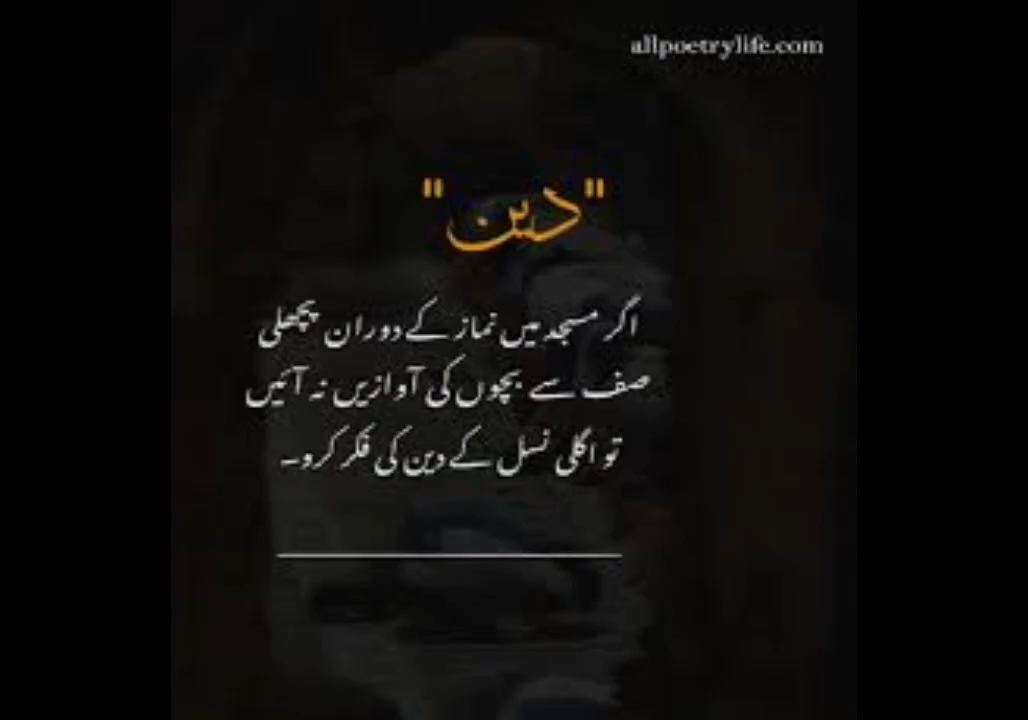 allpoetrylife.com
"دین"
اگر مسجد میں نماز کے دوران پچھلی
صف سے بچوں کی آوازیں نہ آئیں
تو اگلی نسل کے دین کی فکر کرو۔